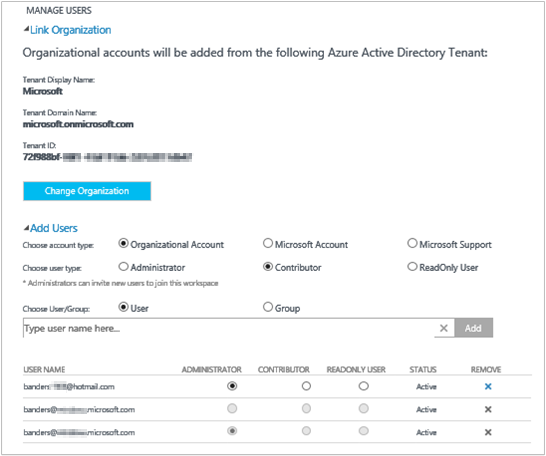 MANAGE USERS
Link Organization
Organizational accounts will be added from the following Azure Active Directory Tenant:
Tenant Display Name:
Microsoft
Tenant Domain Name:
microsoft.onmicrosoft.com
Tenant ID:
72f988bf-
Change Organization
Add Users
Choose account type: Organizational Account Microsoft Account Microsoft Support
Choose user type: Administrator Contributor ReadOnly User
* Administrators can invite new users to join this workspace
Choose User/Group: User Group
Type user name here... Add
USER NAME ADMINISTRATOR CONTRIBUTOR READONLY USER STATUS REMOVE
banders @hotmail.com Active
banders@ .microsoft.com Active
banders@ .microsoft.com Active